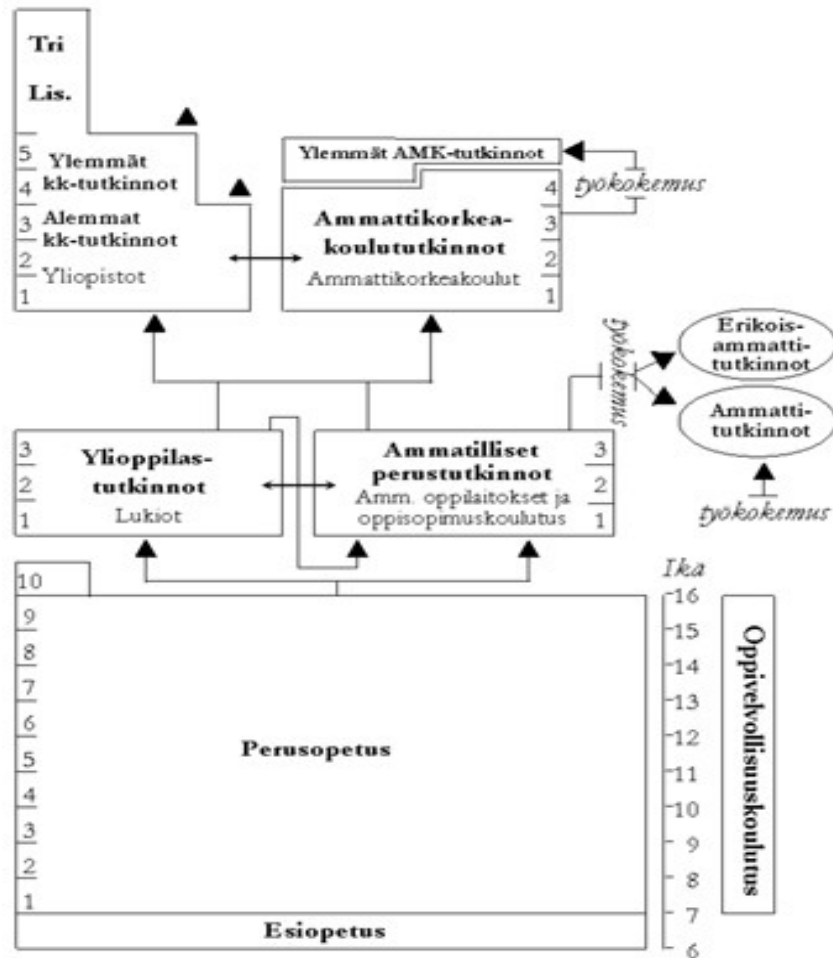 Tri
Lis.
5
4
3
2
1
Ylemmät
kk-tutkinnot
Alemmat
kk-tutkinnot
Yliopistot
Ylemmät AMK-tutkinnot
Ammattikorkea-
koulututkinnot
Ammattikorkeakoulut
4
3
2
1
työkokemus
työkokemus
Erikois-
ammatti-
tutkinnot
Ammatti-
tutkinnot
työkokemus
3
2
1
Ylioppilas-
tutkinnot
Lukiot
Ammatilliset
perustutkinnot
Amm. oppilaitokset ja
oppisopimuskoulutus
3
2
1
10
9
8
7
6
5
4
3
2
1
Perusopetus
Esiopetus
Ika
16
15
14
13
12
11
10
9
8
7
6
Oppivelvollisuuskoulutus